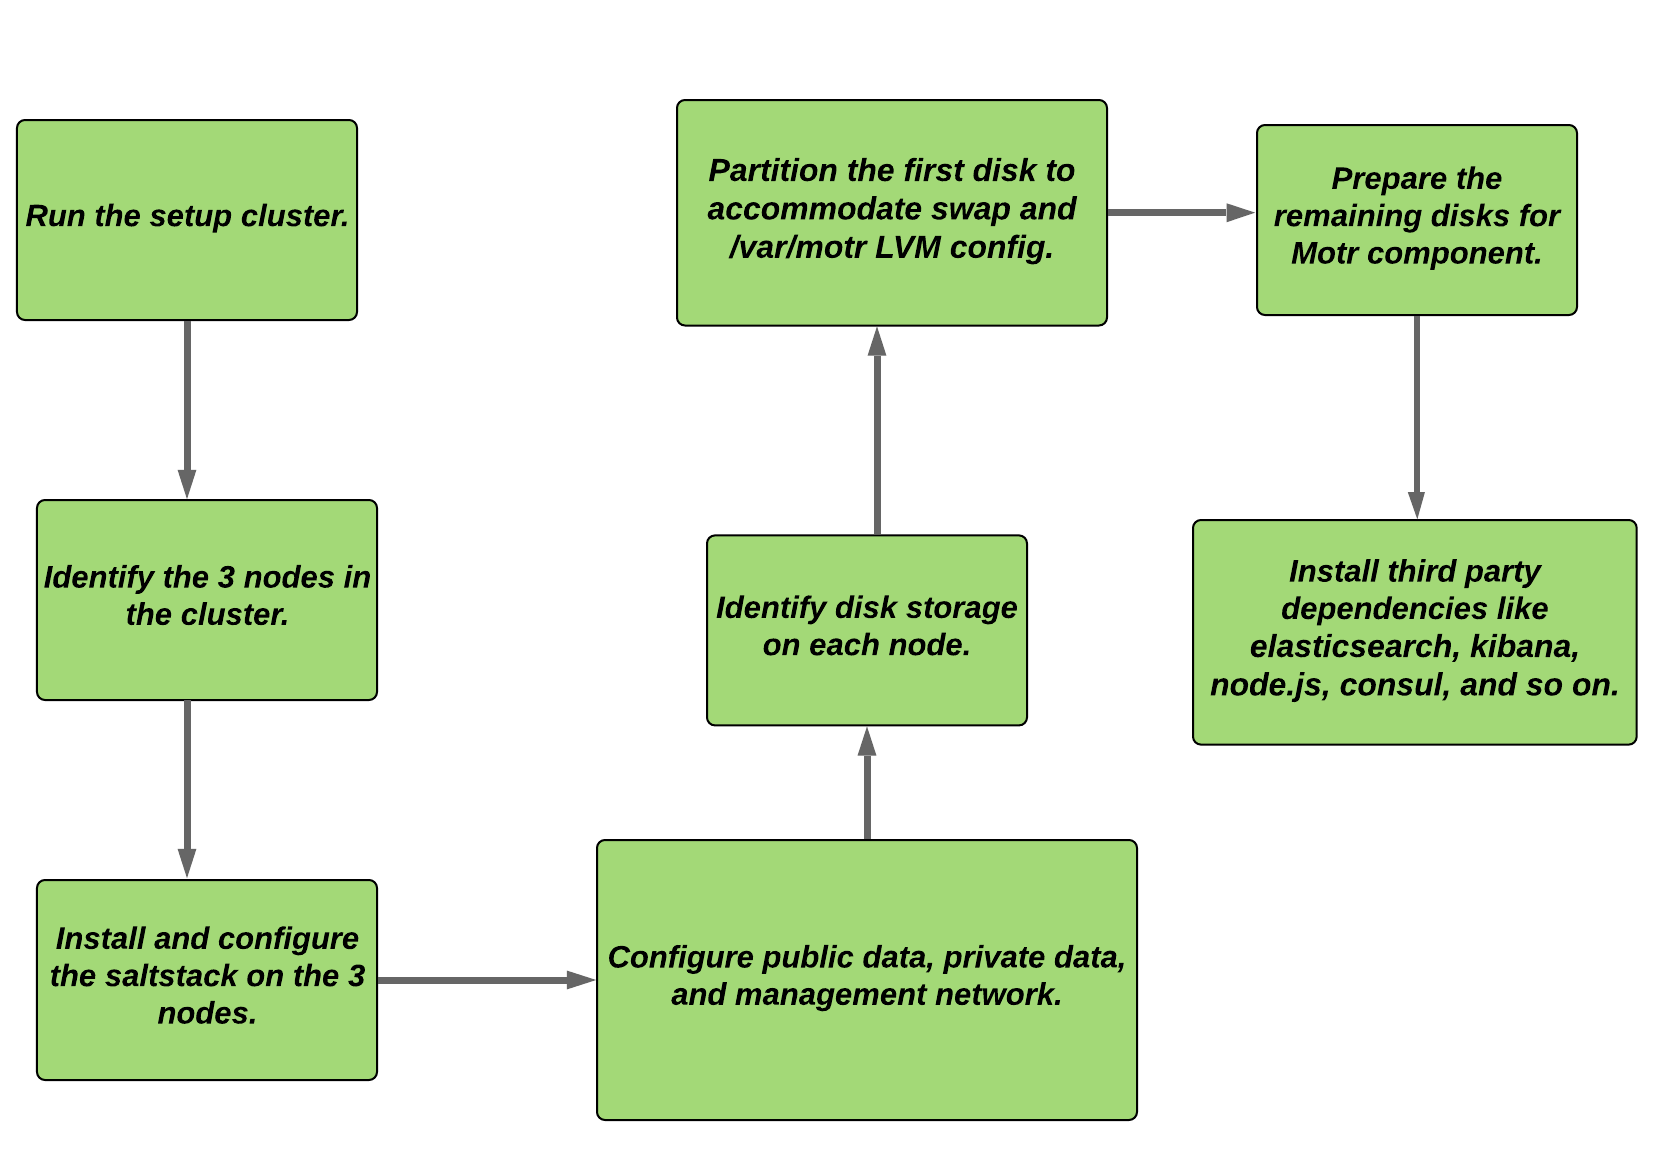 Run the setup cluster.
Identify the 3 nodes in
the cluster.
Install and configure
the saltstack on the 3
nodes.
Configure public data, private data,
and management network.
Identify disk storage
on each node.
Partition the first disk to
accommodate swap and
/var/motr LVM config.
Prepare the
remaining disks for
Motr component.
Install third party
dependencies like
elasticsearch, kibana,
node.js, consul, and so on.